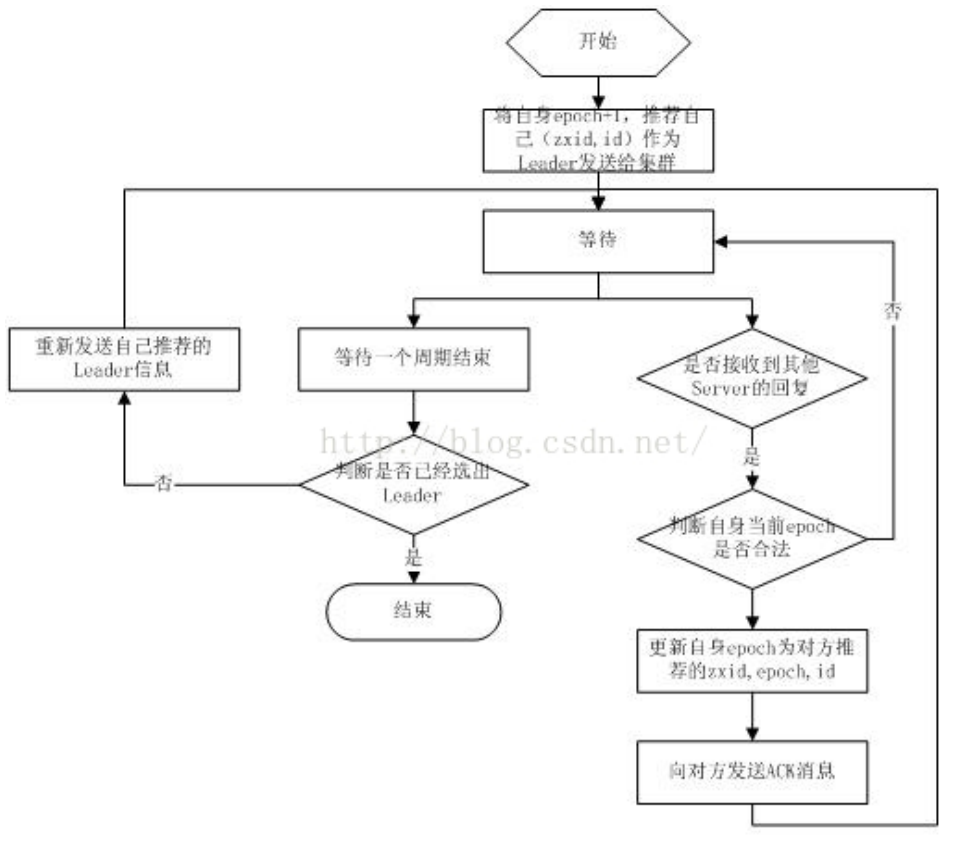 开始
将自身epoch+1，推荐自
己（zxid,id）作为
Leader发送给集群
等待
否
重新发送自己推荐的
Leader信息
等待一个周期结束
是否接收到其他
Server的回复
http://blog.csdn.net/
是
判断是否已经选出
Leader
否
判断自身当前epoch
是否合法
是
结束
更新自身epoch为对方推
荐的zxid,epoch,id
向对方发送ACK消息